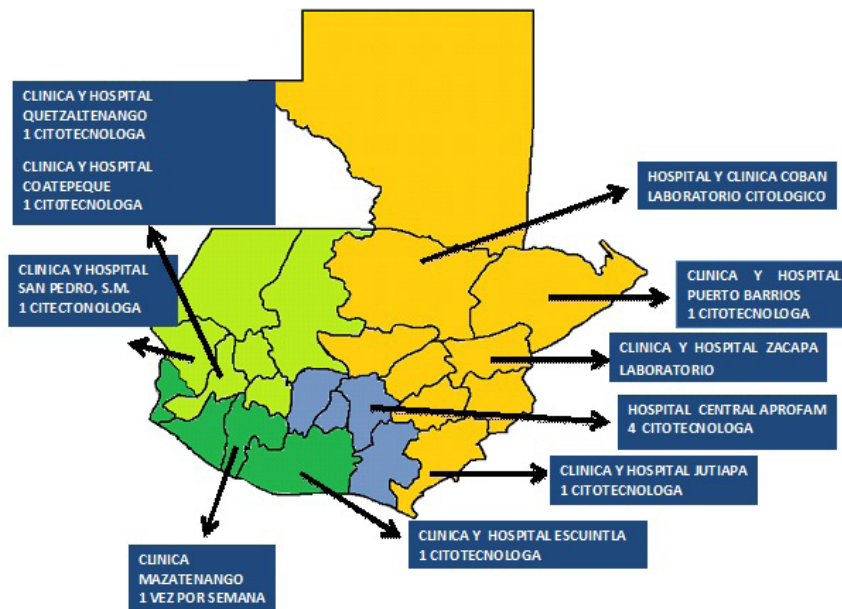 CLINICA Y HOSPITAL
QUETZALTENANGO
1 CITOTECNOLOGA
CLINICA Y HOSPITAL
COATEPEQUE
1 CITOTECNOLOGA
CLINICA Y HOSPITAL
SAN PEDRO, S.M.
1 CITECTONOLOGA
CLINICA
MAZATENANGO
1 VEZ POR SEMANA
HOSPITAL Y CLINICA COBAN
LABORATORIO CITOLOGICO
CLINICA Y HOSPITAL
PUERTO BARRIOS
1 CITOTECNOLOGA
CLINICA Y HOSPITAL ZACAPA
LABORATORIO
HOSPITAL CENTRAL APROFAM
4 CITOTECNOLOGA
CLINICA Y HOSPITAL JUTIAPA
1 CITOTECNOLOGA
CLINICA Y HOSPITAL ESCUINTLA
1 CITOTECNOLOGA